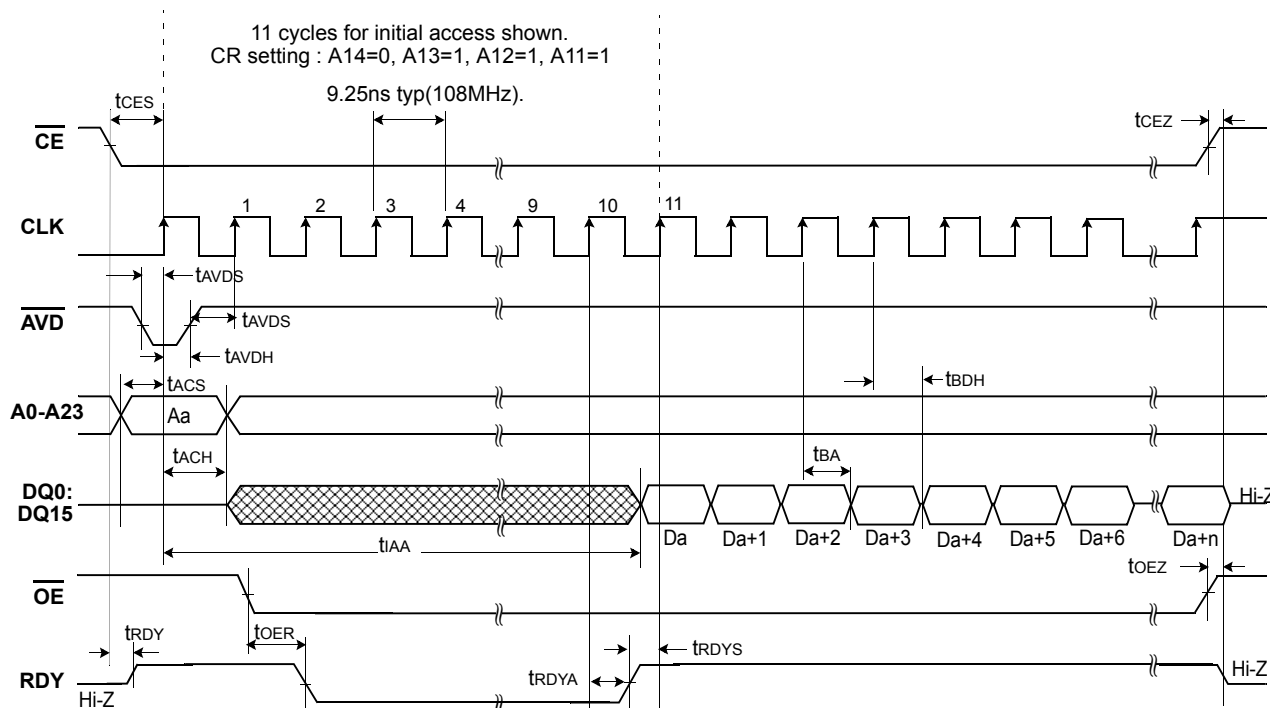 11 cycles for initial access shown.
CR setting : A14=0, A13=1, A12=1, A11=1
9.25ns typ(108MHz).
tCES
tCEZ
CE
1 2 3 4 9 10 11
CLK
tAVDS
AVD
tAVDS
tAVDH
tBDH
tACS
A0-A23
Aa
tACH
tBA
DQ0:
DQ15
Hi-Z
Da Da+1 Da+2 Da+3 Da+4 Da+5 Da+6 Da+n
tIAA
tOEZ
OE
tRDY
tOER
tRDYS
RDY
tRDYA
Hi-Z
Hi-Z